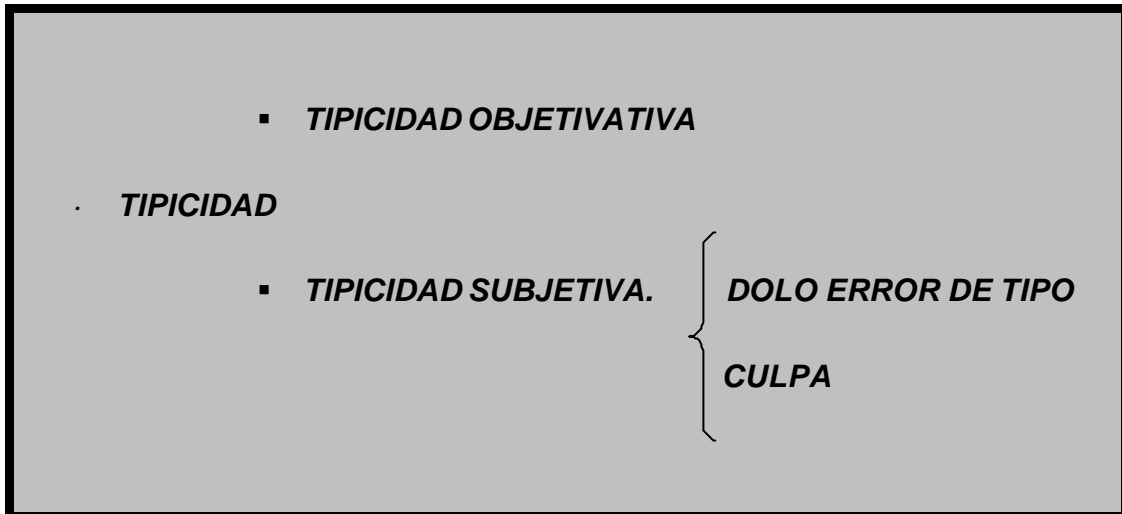 ▪ TIPICIDAD OBJETIVATIVA
· TIPICIDAD
▪ TIPICIDAD SUBJETIVA. DOLO ERROR DE TIPO
CULPA